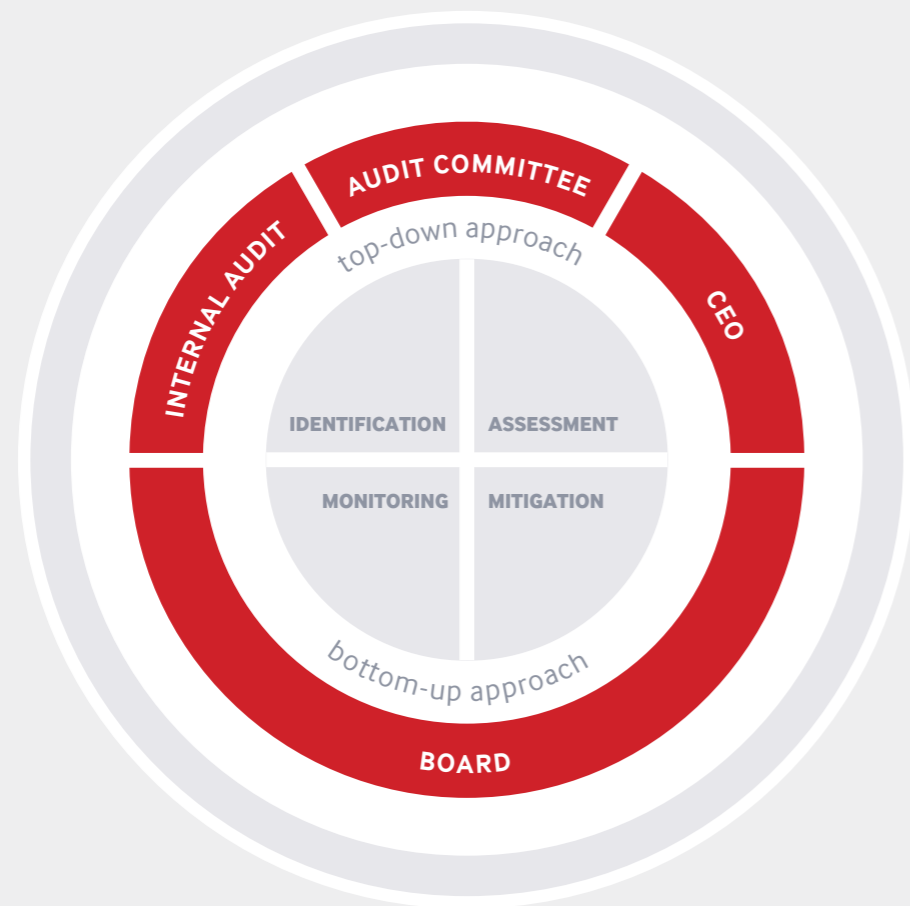 AUDIT COMMITTEE
INTERNAL AUDIT
CEO
top-down approach
IDENTIFICATION
ASSESSMENT
MONITORING
MITIGATION
bottom-up approach
BOARD